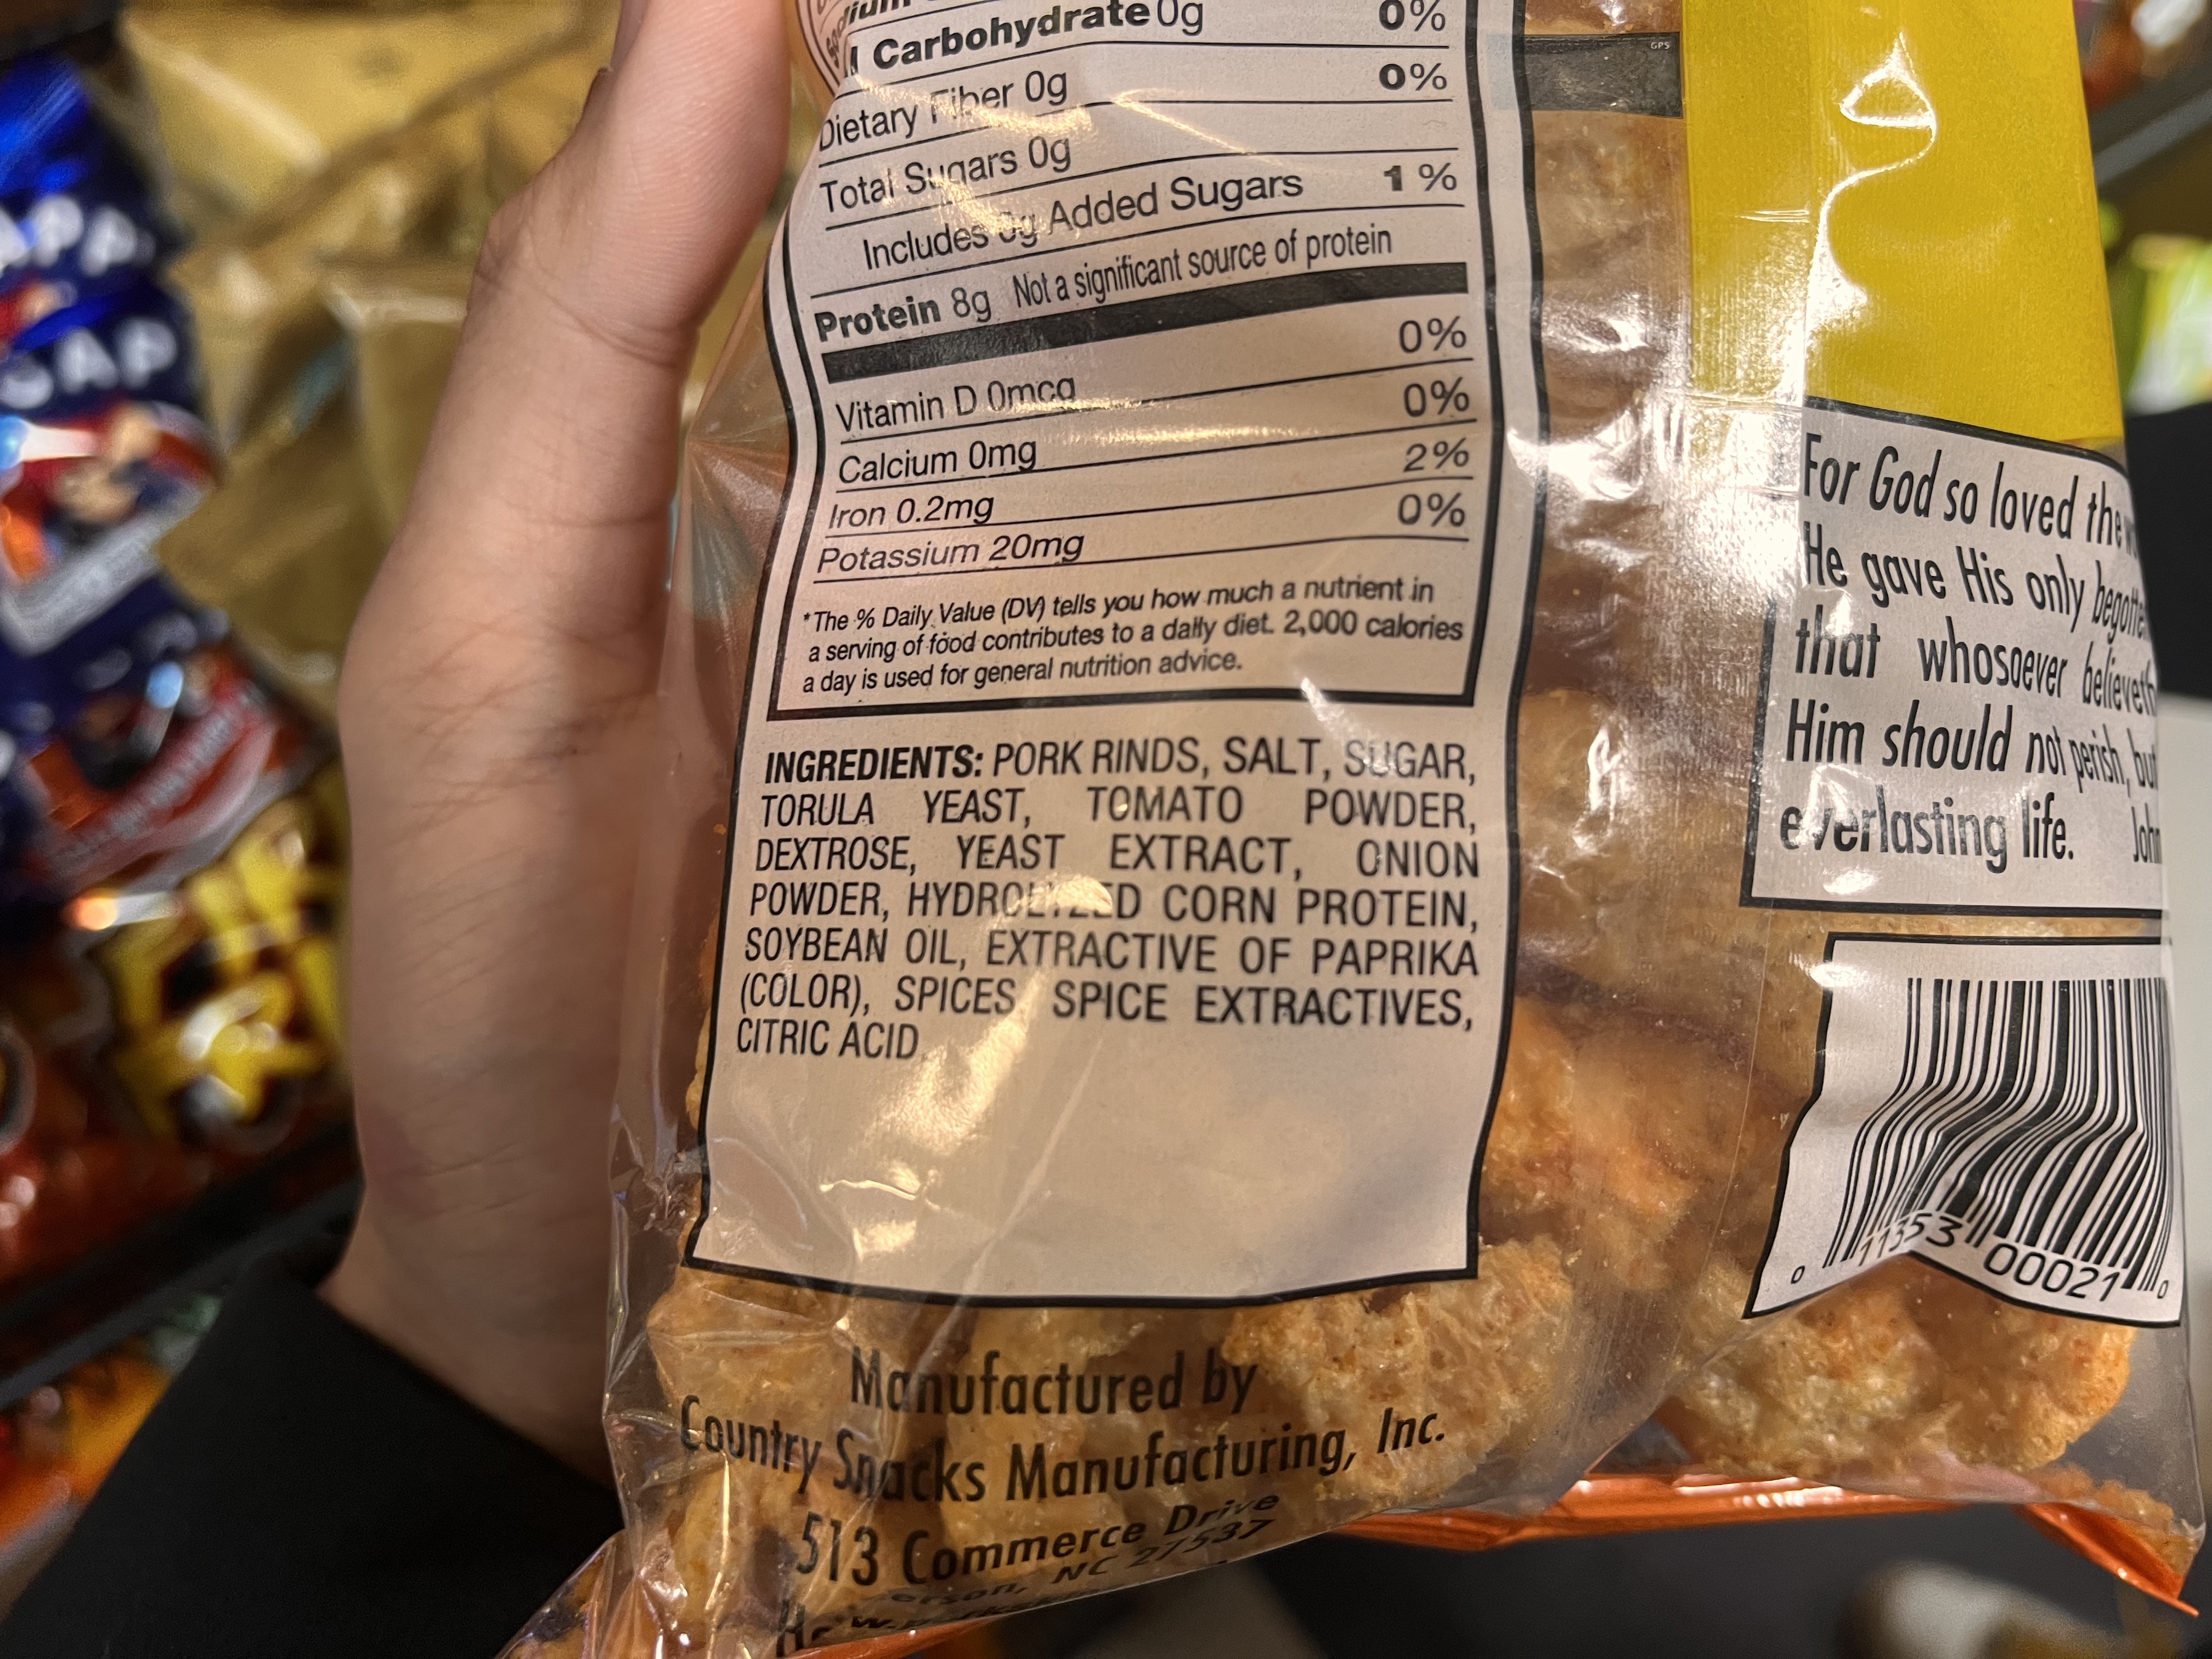 Carbohydrate 0g 0%
Dietary Fiber 0g 0%
Total Sugars 0g
Includes 0g Added Sugars 1%
Protein 8g Not a significant source of protein
Vitamin D 0mcg 0%
Calcium 0mg 0%
Iron 0.2mg 2%
Potassium 20mg 0%
*The % Daily Value (DV) tells you how much a nutrient in
a serving of food contributes to a daily diet. 2,000 calories
a day is used for general nutrition advice.
INGREDIENTS: PORK RINDS, SALT, SUGAR,
TORULA YEAST, TOMATO POWDER,
DEXTROSE, YEAST EXTRACT, ONION
POWDER, HYDROLYZED CORN PROTEIN,
SOYBEAN OIL, EXTRACTIVE OF PAPRIKA
(COLOR), SPICES SPICE EXTRACTIVES,
CITRIC ACID
Manufactured by
Country Snacks Manufacturing, Inc.
513 Commerce Drive
NC 27537
GPS
For God so loved the
He gave His only
that whosoever
Him should not perish,
everlasting life.
0 11353 00021 0